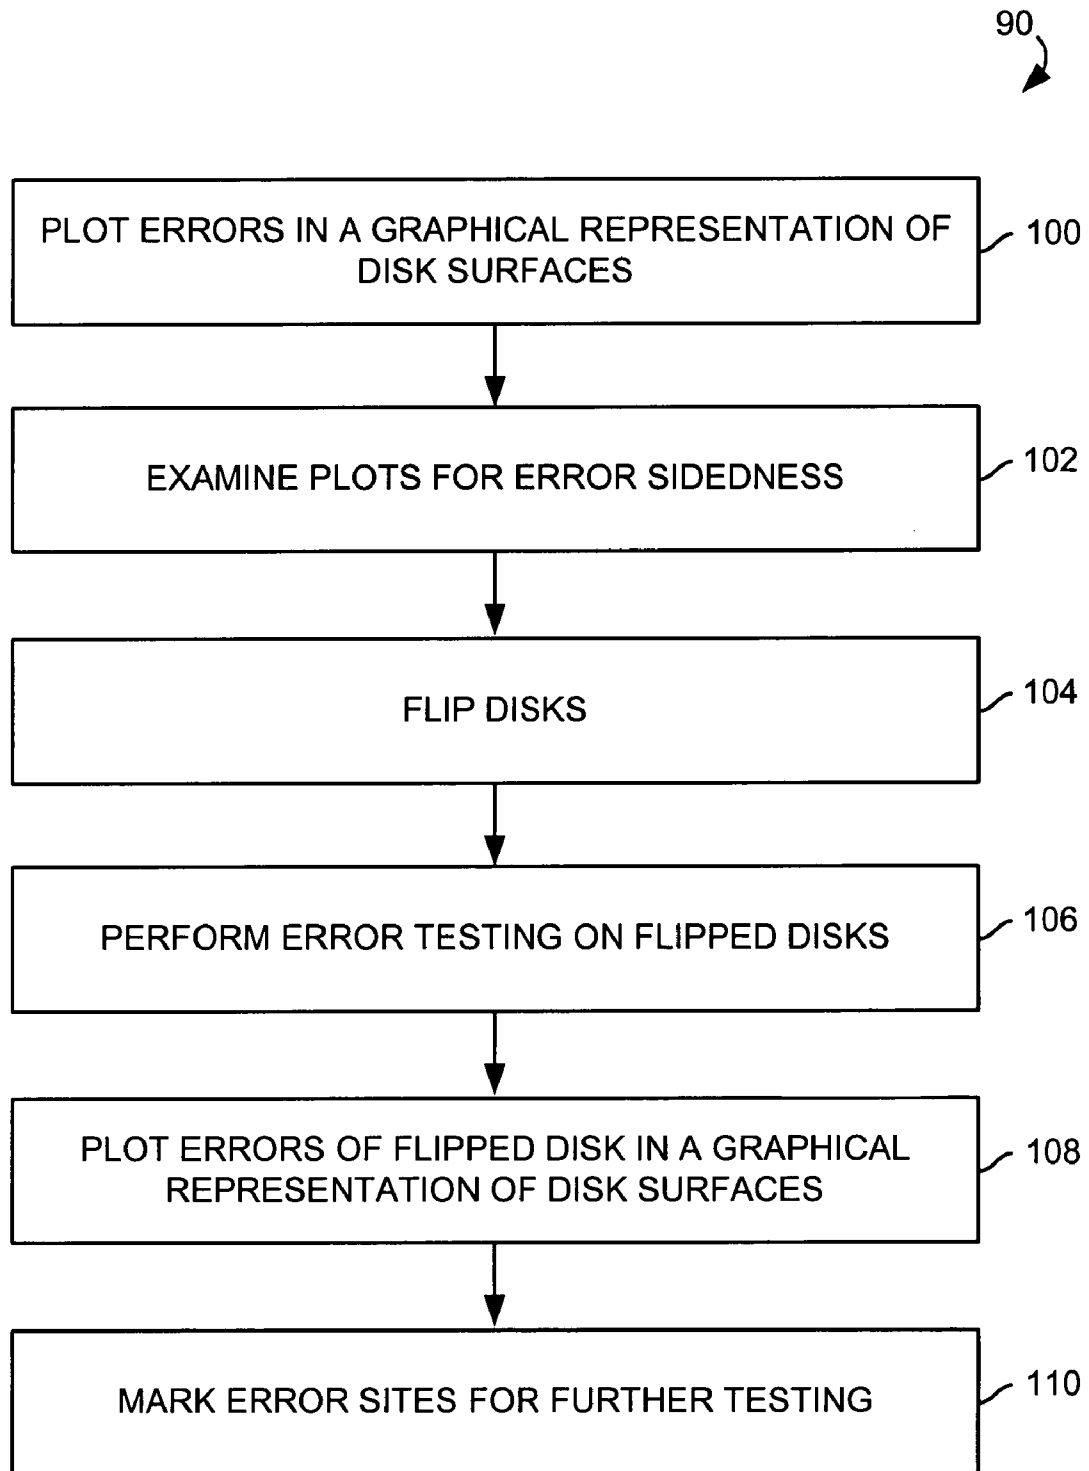 90
PLOT ERRORS IN A GRAPHICAL REPRESENTATION OF
DISK SURFACES
100
EXAMINE PLOTS FOR ERROR SIDEDNESS
102
FLIP DISKS
104
PERFORM ERROR TESTING ON FLIPPED DISKS
106
PLOT ERRORS OF FLIPPED DISK IN A GRAPHICAL
REPRESENTATION OF DISK SURFACES
108
MARK ERROR SITES FOR FURTHER TESTING
110